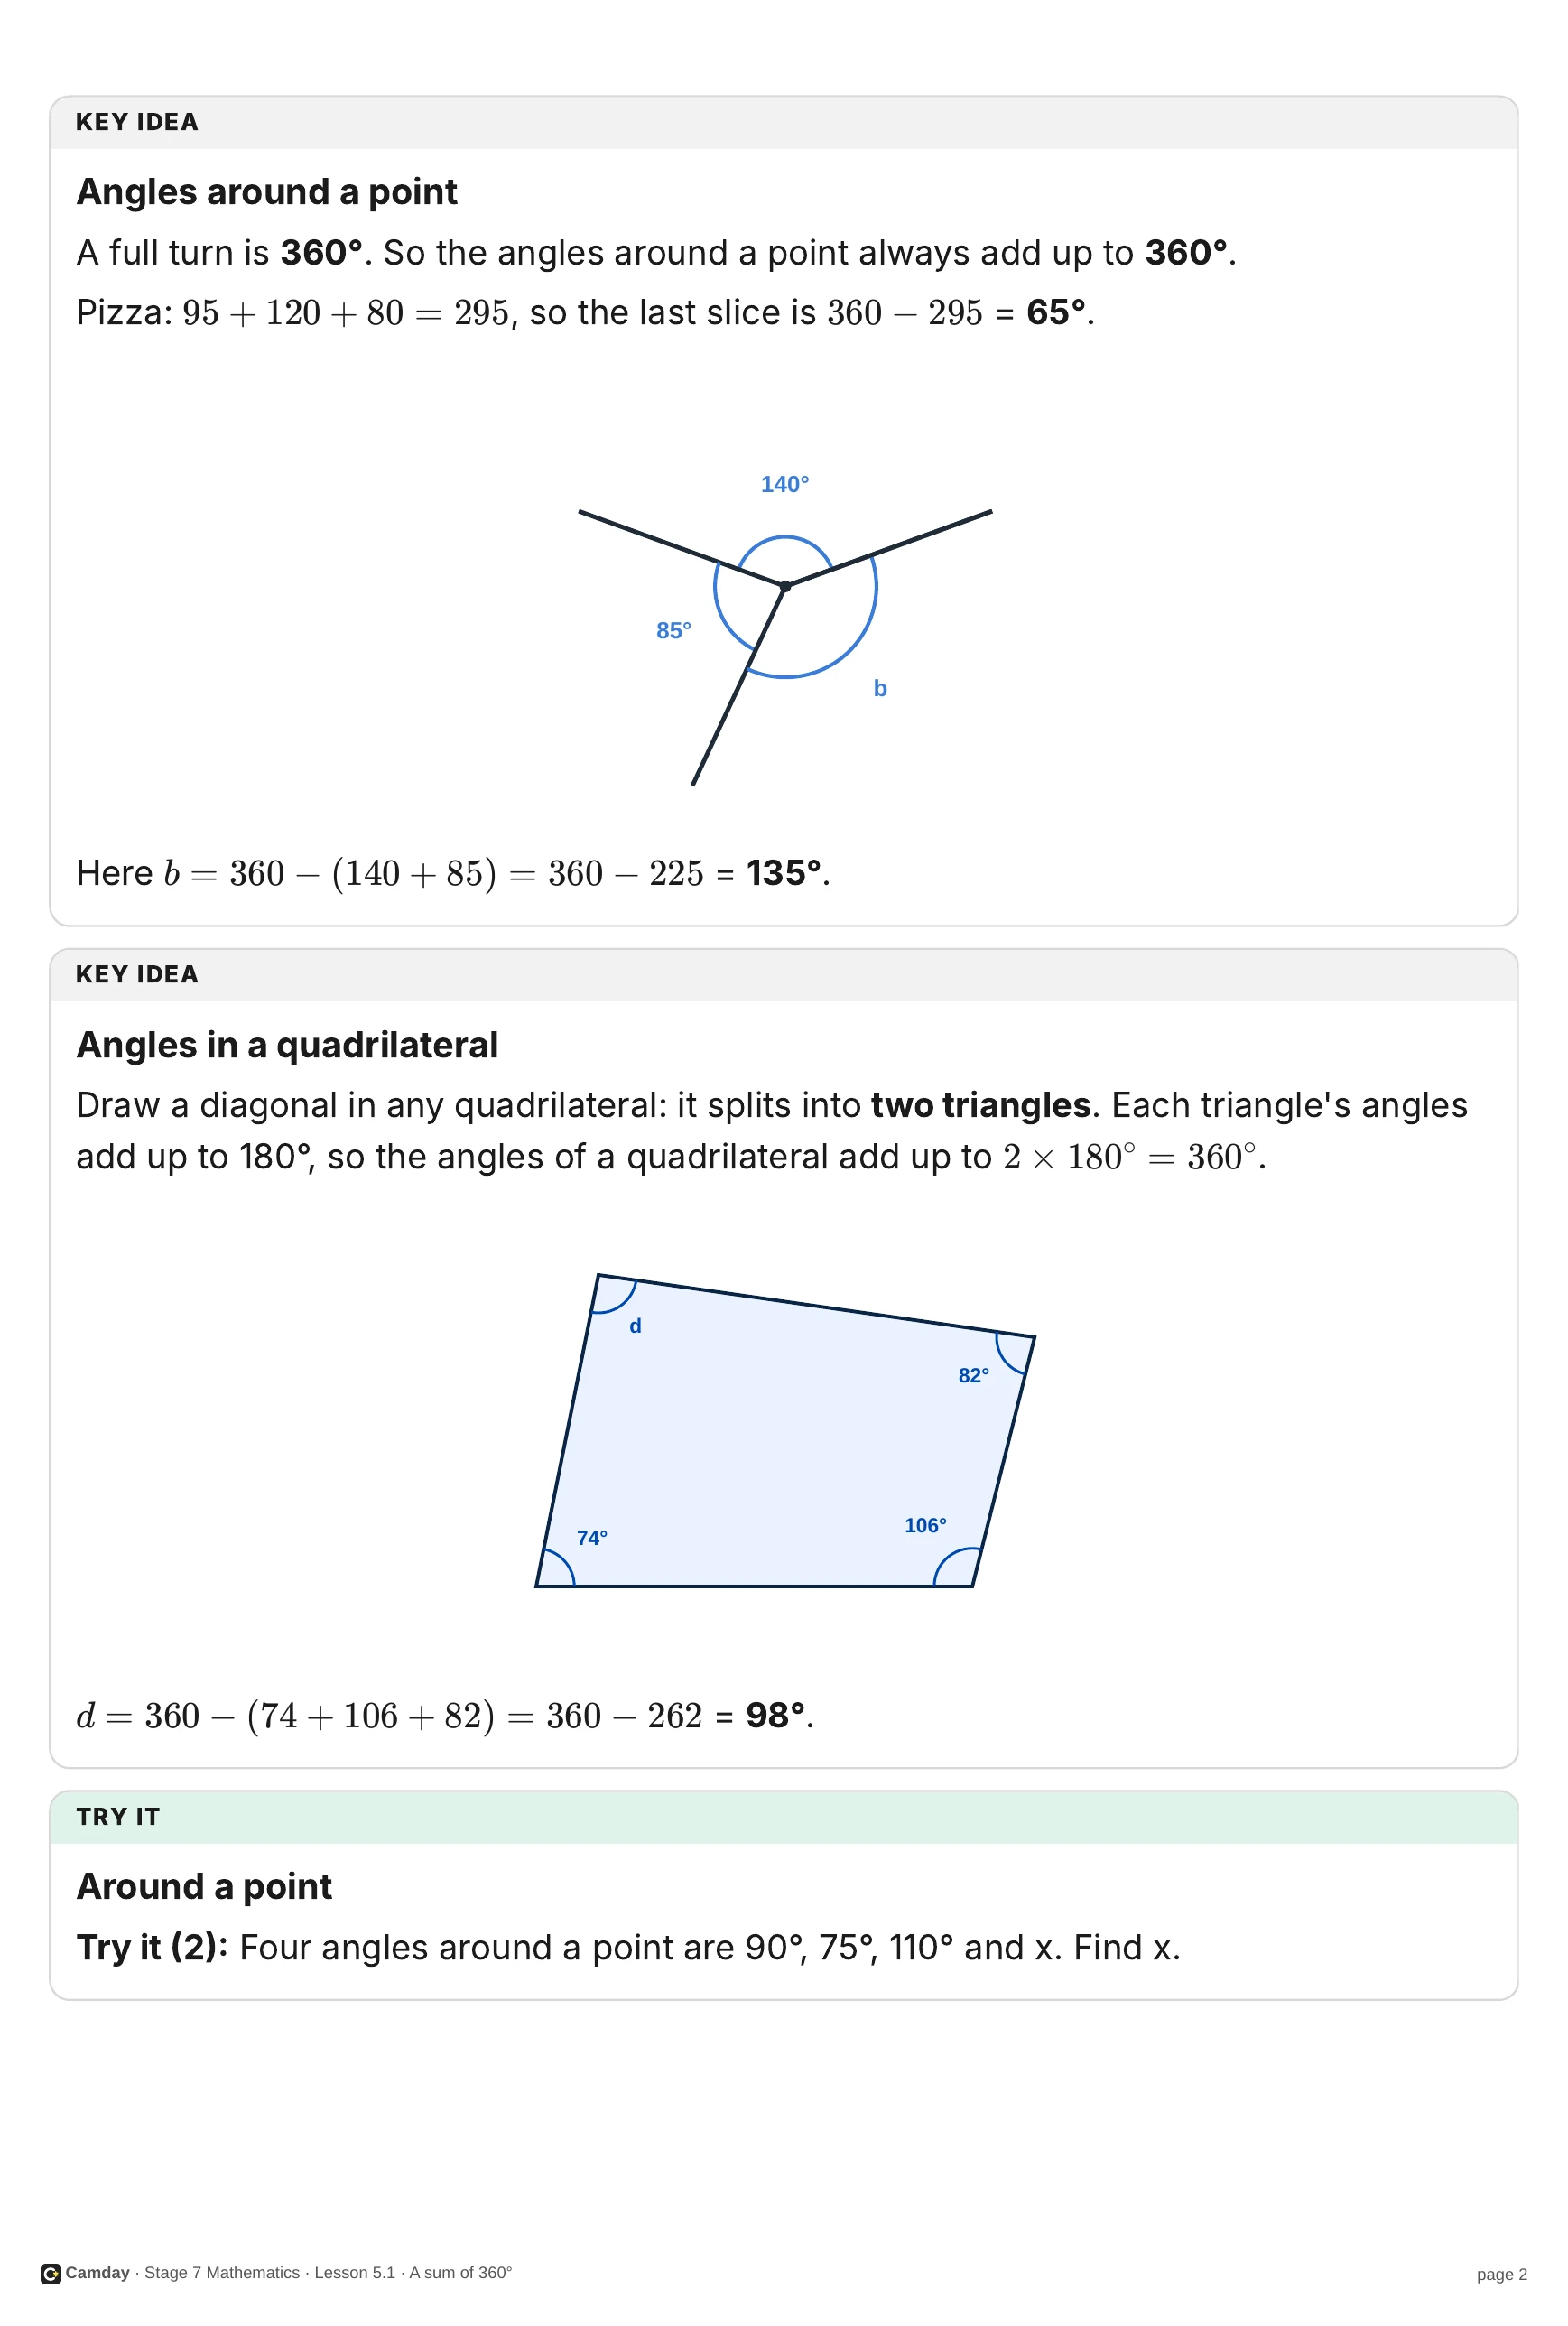 KEY IDEA
Angles around a point
A full turn is 360°. So the angles around a point always add up to 360°.
Pizza: 95 + 120 + 80 = 295, so the last slice is 360 − 295 = 65°.
140°
85°
b
Here b = 360 − (140 + 85) = 360 − 225 = 135°.
KEY IDEA
Angles in a quadrilateral
Draw a diagonal in any quadrilateral: it splits into two triangles. Each triangle's angles
add up to 180°, so the angles of a quadrilateral add up to 2 × 180° = 360°.
d
82°
106°
74°
d = 360 − (74 + 106 + 82) = 360 − 262 = 98°.
TRY IT
Around a point
Try it (2): Four angles around a point are 90°, 75°, 110° and x. Find x.
Camday · Stage 7 Mathematics · Lesson 5.1 · A sum of 360°
page 2